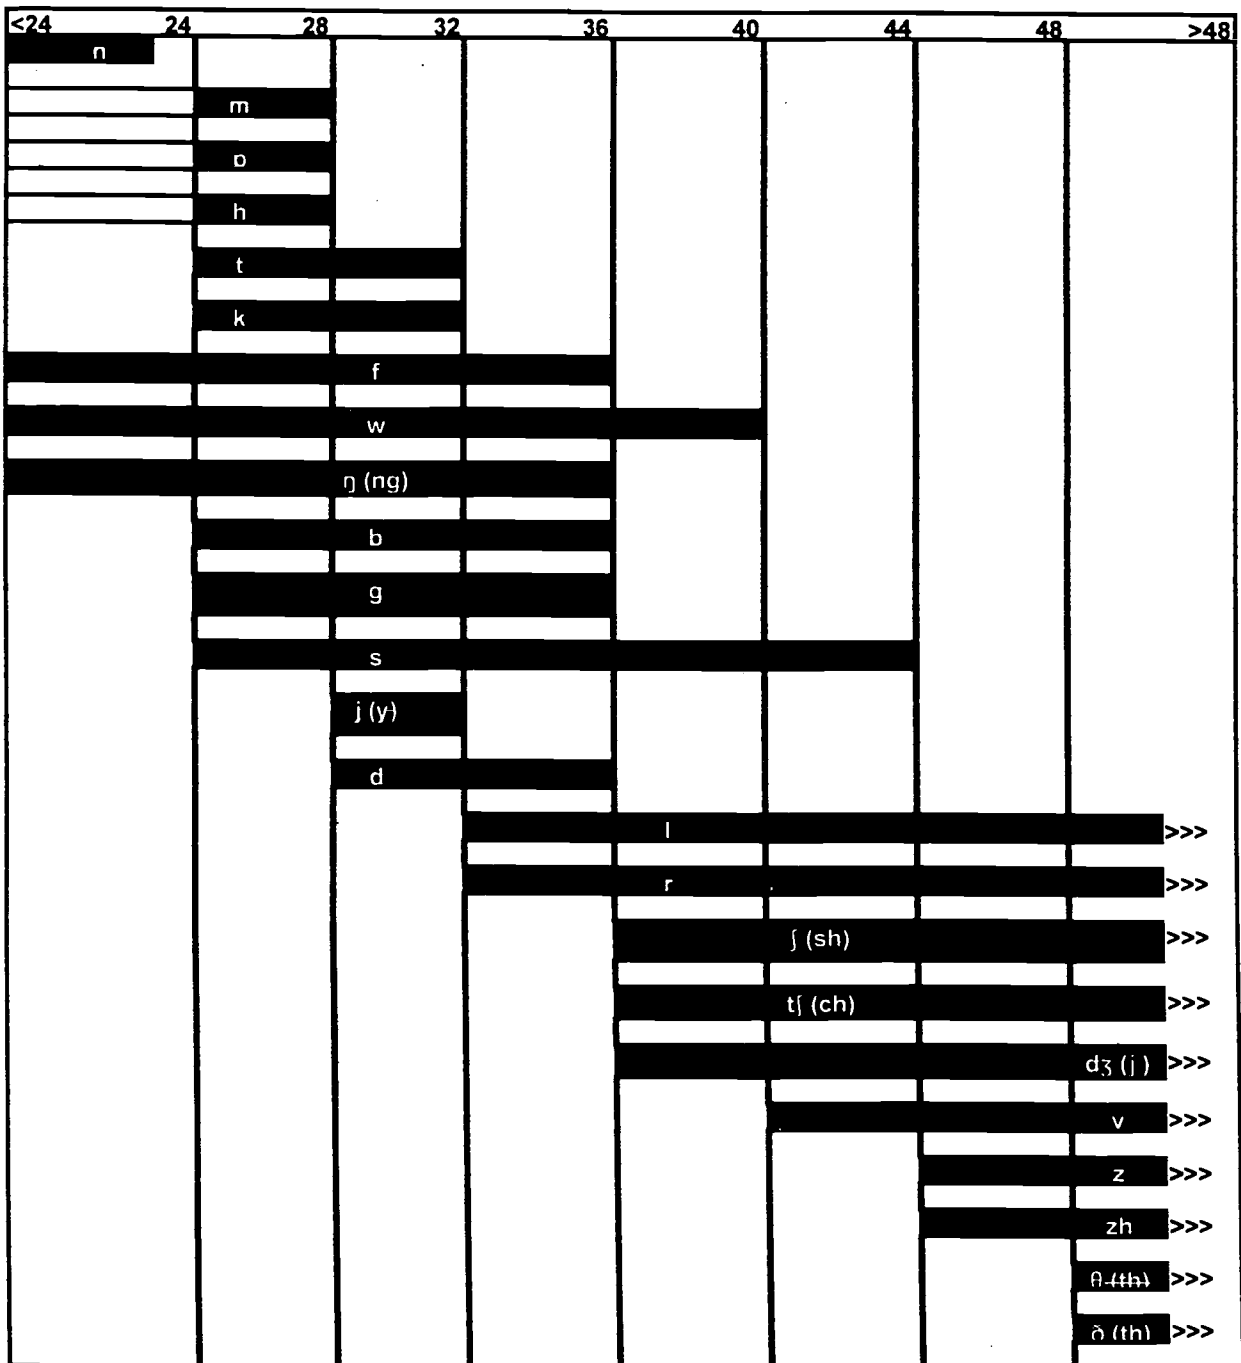 <24 24 28 32 36 40 44 48 >48
n
m
p
h
t
k
f
w
ŋ (ng)
b
g
s
j (y)
d
l >>>
r >>>
ʃ (sh) >>>
tʃ (ch) >>>
dʒ (j) >>>
v >>>
z >>>
zh >>>
θ (th) >>>
ð (th) >>>